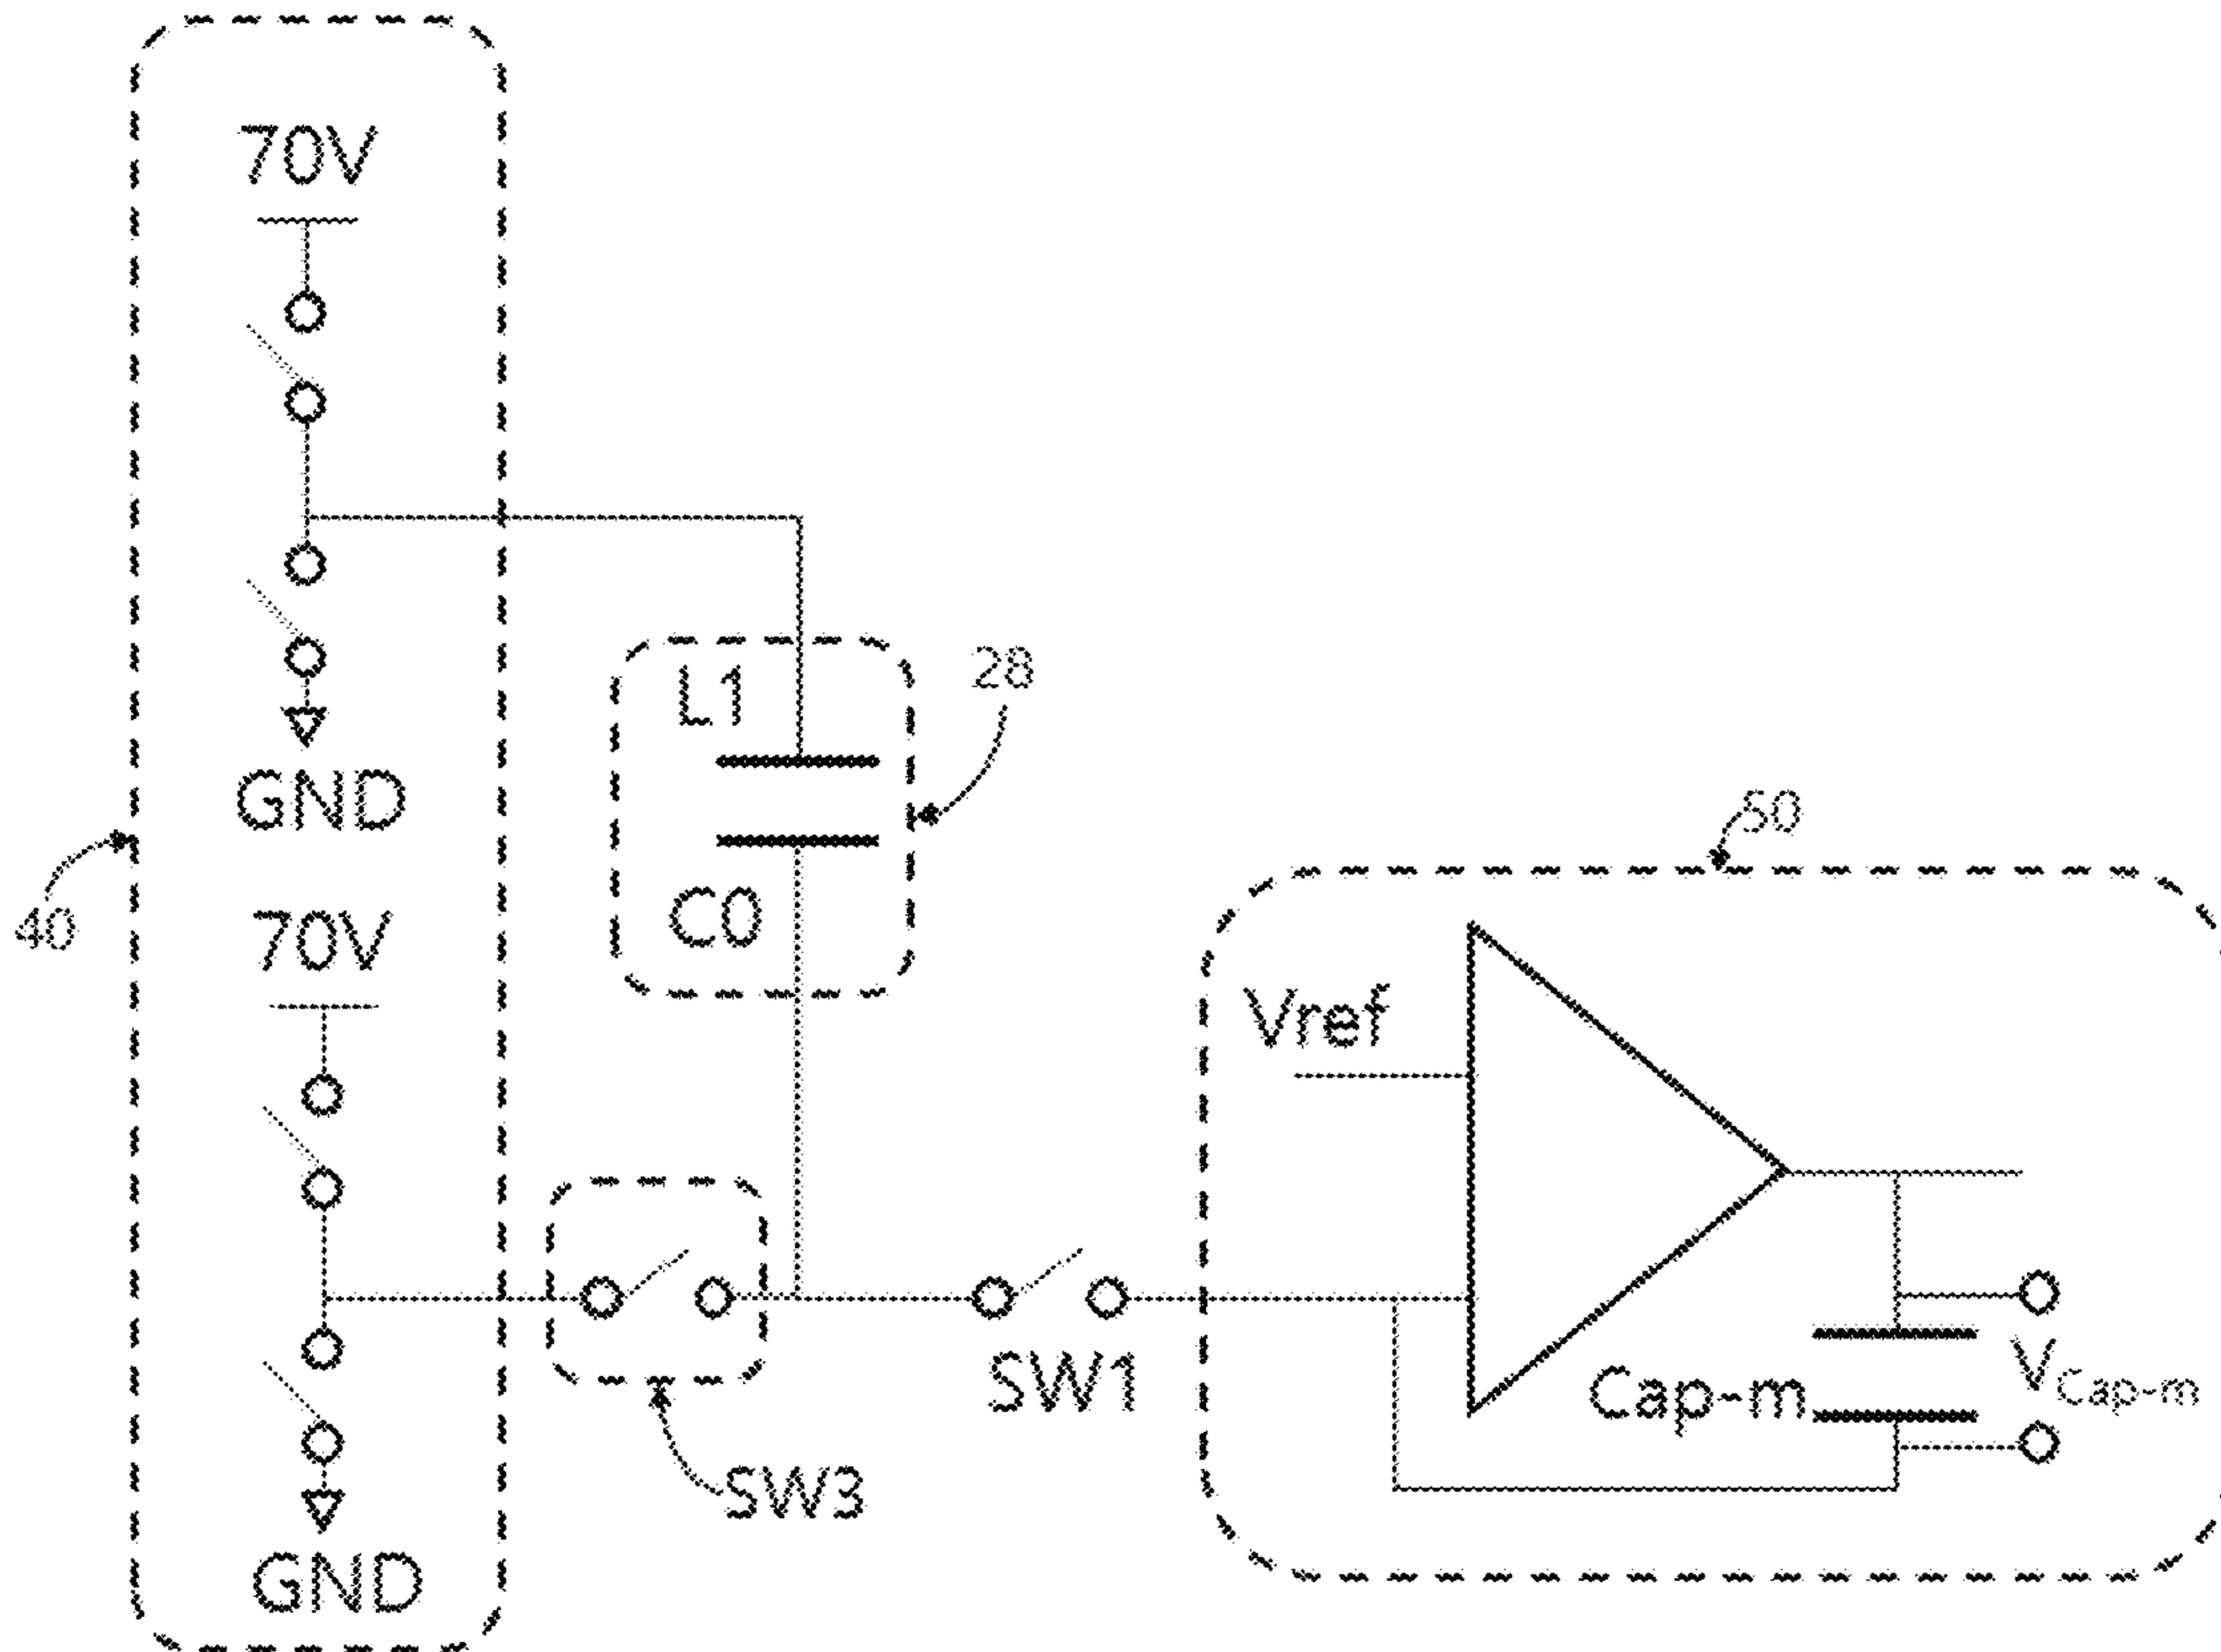 70V
GND
40
70V
GND
L1
C0
28
SW3
SW1
50
Vref
Cap-m
VCap-m